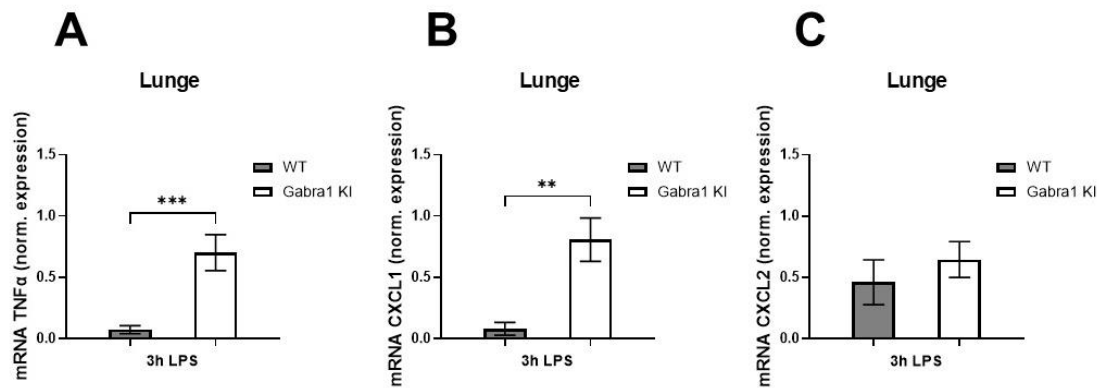 A
Lunge
mRNA TNFα (norm. expression)
1.5
1.0
0.5
0.0
***
WT
Gabra1 KI
3h LPS
B
Lunge
mRNA CXCL1 (norm. expression)
1.5
1.0
0.5
0.0
**
WT
Gabra1 KI
3h LPS
C
Lunge
mRNA CXCL2 (norm. expression)
1.5
1.0
0.5
0.0
WT
Gabra1 KI
3h LPS